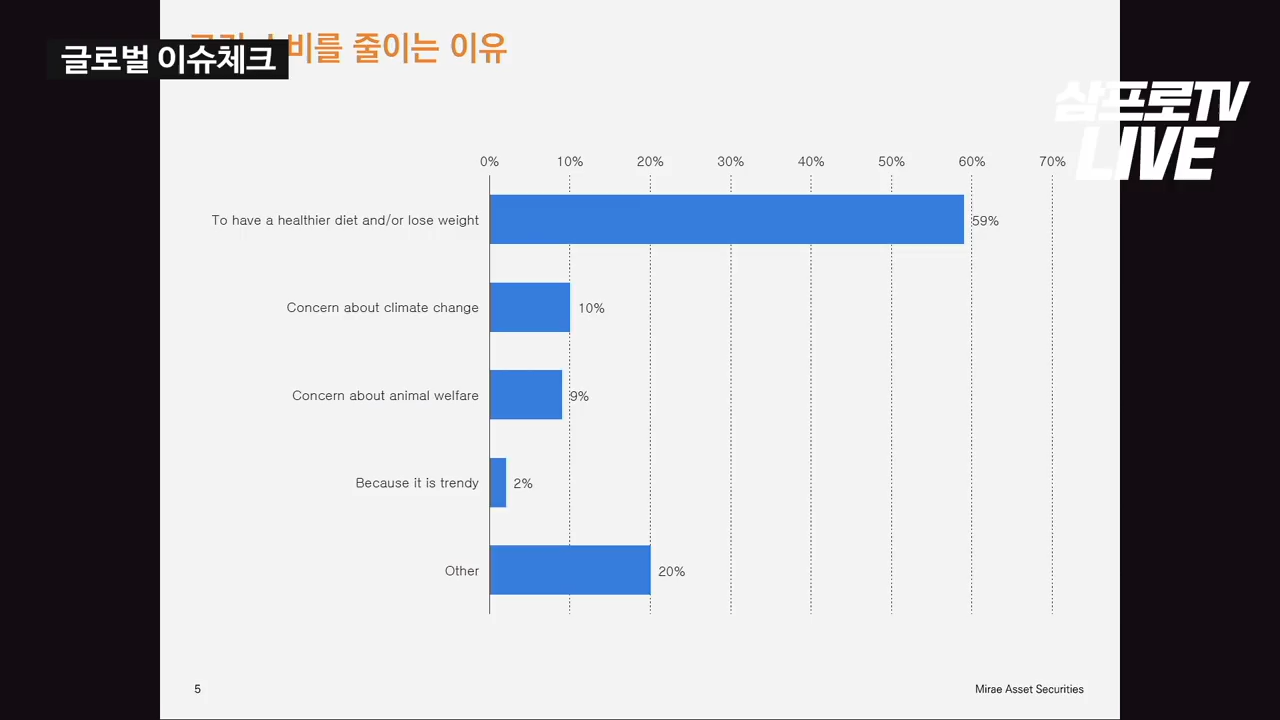 글로벌 이슈체크
비를 줄이는 이유
삼프로TV
LIVE
0% 10% 20% 30% 40% 50% 60% 70%
To have a healthier diet and/or lose weight 59%
Concern about climate change 10%
Concern about animal welfare 9%
Because it is trendy 2%
Other 20%
5 Mirae Asset Securities